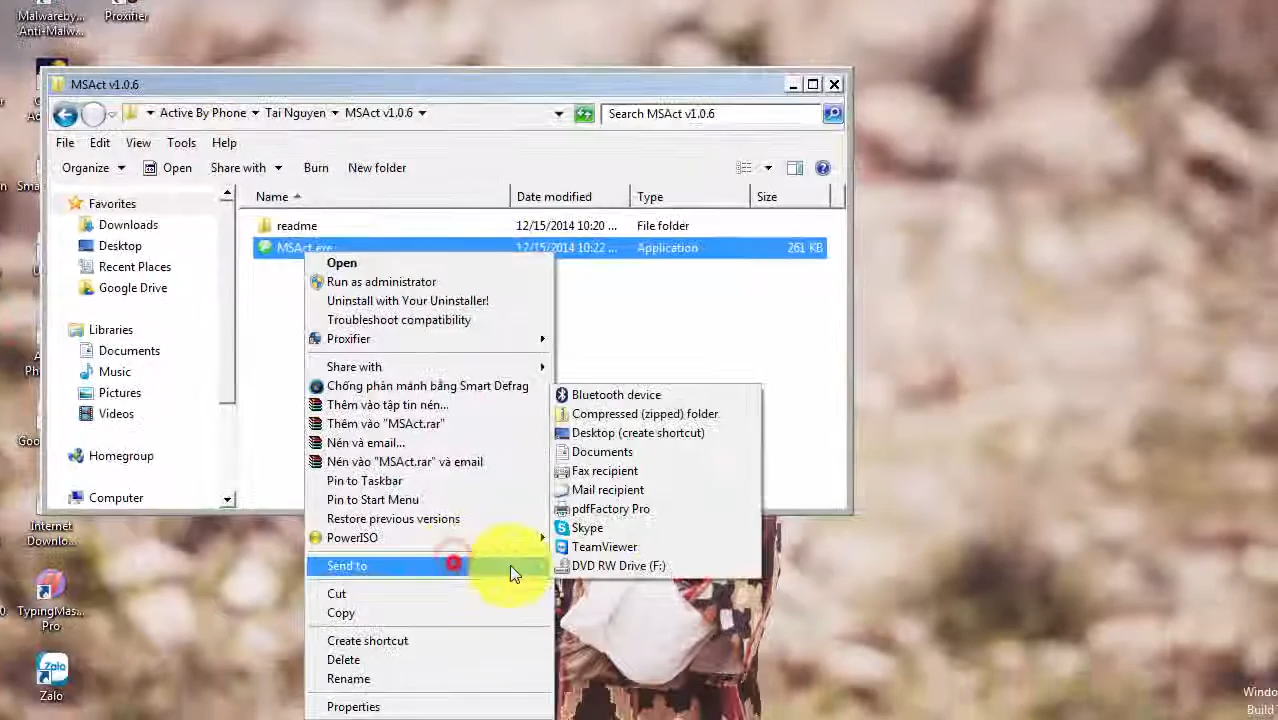 Malwareby...
Anti-Malw...
Proxifier
MSAct v1.0.6
Active By Phone
Tai Nguyen
MSAct v1.0.6
Search MSAct v1.0.6
File
Edit
View
Tools
Help
Organize
Open
Share with
Burn
New folder
Name
Date modified
Type
Size
Favorites
Downloads
Desktop
Recent Places
Google Drive
Libraries
Documents
Music
Pictures
Videos
Homegroup
Computer
readme
12/15/2014 10:20 ...
File folder
MSAct.exe
12/15/2014 10:22 ...
Application
261 KB
Open
Run as administrator
Uninstall with Your Uninstaller!
Troubleshoot compatibility
Proxifier
Share with
Chống phân mảnh bằng Smart Defrag
Thêm vào tập tin nén...
Thêm vào "MSAct.rar"
Nén và email...
Nén vào "MSAct.rar" và email
Pin to Taskbar
Pin to Start Menu
Restore previous versions
PowerISO
Send to
Cut
Copy
Create shortcut
Delete
Rename
Properties
Bluetooth device
Compressed (zipped) folder
Desktop (create shortcut)
Documents
Fax recipient
Mail recipient
pdfFactory Pro
Skype
TeamViewer
DVD RW Drive (F:)
Internet
Downlo...
TypingMas...
Pro
Zalo
Zalo
Windo
Build